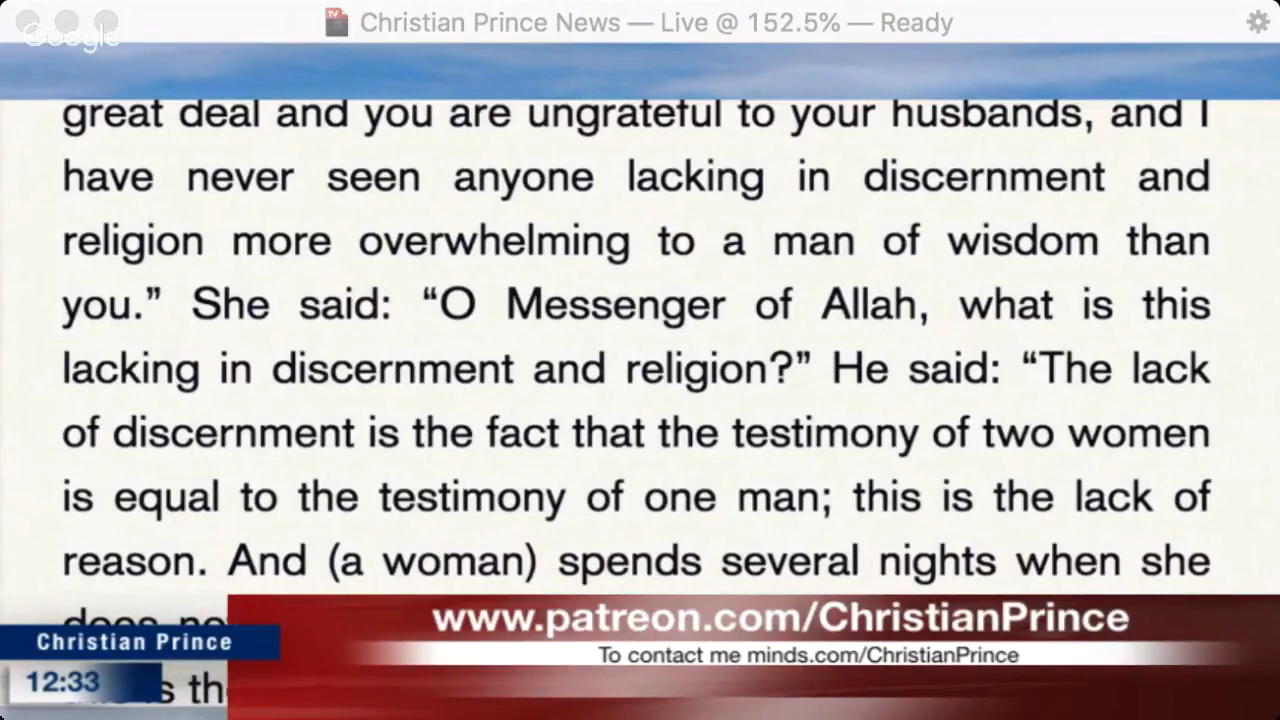 Christian Prince News — Live @ 152.5% — Ready
Google
great deal and you are ungrateful to your husbands, and I
have never seen anyone lacking in discernment and
religion more overwhelming to a man of wisdom than
you.” She said: “O Messenger of Allah, what is this
lacking in discernment and religion?” He said: “The lack
of discernment is the fact that the testimony of two women
is equal to the testimony of one man; this is the lack of
reason. And (a woman) spends several nights when she
www.patreon.com/ChristianPrince
Christian Prince
To contact me minds.com/ChristianPrince
12:33